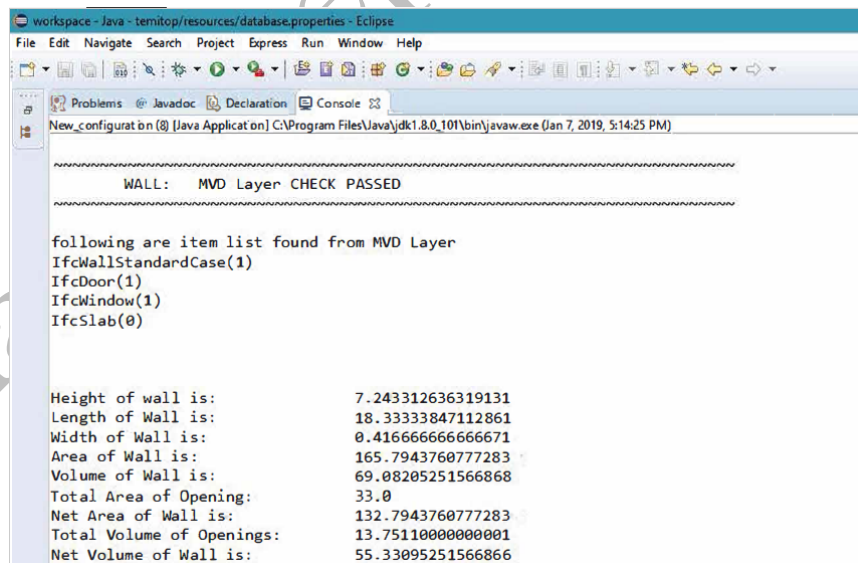 workspace - Java - temitop/resources/database.properties - Eclipse
File Edit Navigate Search Project Express Run Window Help
Problems @ Javadoc Declaration Console
New_configuration (8) [Java Application] C:\Program Files\Java\jdk1.8.0_101\bin\javaw.exe (Jan 7, 2019, 5:14:25 PM)
~~~~~~~~~~~~~~~~~~~~~~~~~~~~~~~~~~~~~~~~~~~~~~~~~~~~~~~~~~~~~~~~~~~~~~~~~~~~~~~~~~~~
WALL: MVD Layer CHECK PASSED
~~~~~~~~~~~~~~~~~~~~~~~~~~~~~~~~~~~~~~~~~~~~~~~~~~~~~~~~~~~~~~~~~~~~~~~~~~~~~~~~~~~~
following are item list found from MVD Layer
IfcWallStandardCase(1)
IfcDoor(1)
IfcWindow(1)
IfcSlab(0)
Height of wall is: 7.243312636319131
Length of Wall is: 18.33333847112861
Width of Wall is: 0.416666666666671
Area of Wall is: 165.7943760777283
Volume of Wall is: 69.08205251566868
Total Area of Opening: 33.0
Net Area of Wall is: 132.7943760777283
Total Volume of Openings: 13.75110000000001
Net Volume of Wall is: 55.33095251566866